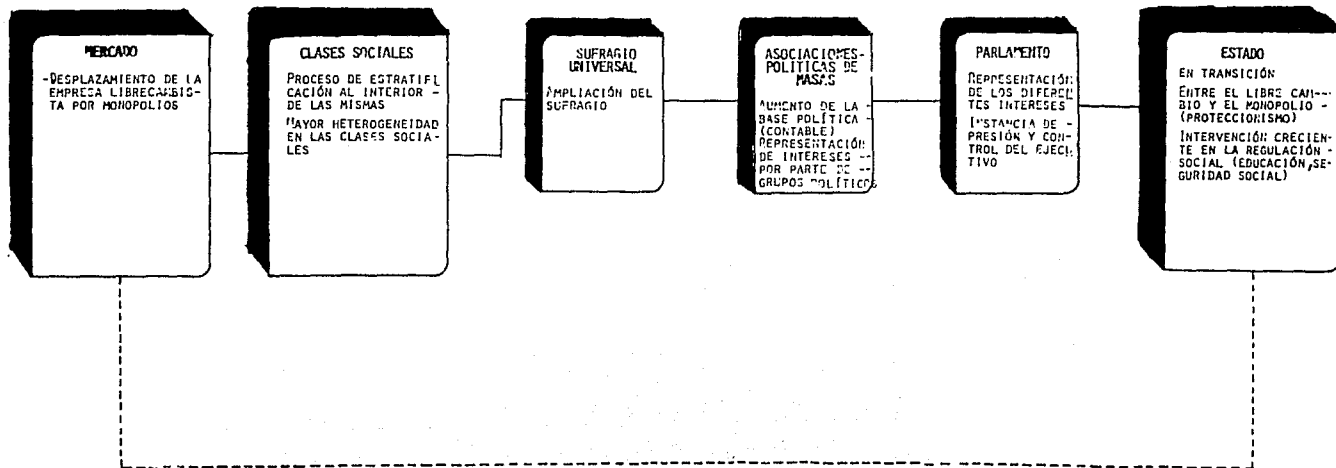 MERCADO
-DESPLAZAMIENTO DE LA
EMPRESA LIBRECAMBIS-
TA POR MONOPOLIOS
CLASES SOCIALES
PROCESO DE ESTRATIFI
CACIÓN AL INTERIOR -
DE LAS MISMAS
MAYOR HETEROGENEIDAD
EN LAS CLASES SOCIA-
LES
SUFRAGIO
UNIVERSAL
AMPLIACIÓN DEL
SUFRAGIO
ASOCIACIONES-
POLITICAS DE
MASAS
AUMENTO DE LA -
BASE POLÍTICA -
(CONTABLE)
REPRESENTACIÓN
DE INTERESES --
POR PARTE DE --
GRUPOS POLÍTICOS
PARLAMENTO
REPRESENTACIÓN
DE LOS DIFEREN
TES INTERESES
INSTANCIA DE -
PRESIÓN Y CON-
TROL DEL EJECU
TIVO
ESTADO
EN TRANSICIÓN
ENTRE EL LIBRE CAM---
BIO Y EL MONOPOLIO -
(PROTECCIONISMO)
INTERVENCIÓN CRECIEN-
TE EN LA REGULACIÓN -
SOCIAL (EDUCACIÓN,SE-
GURIDAD SOCIAL)